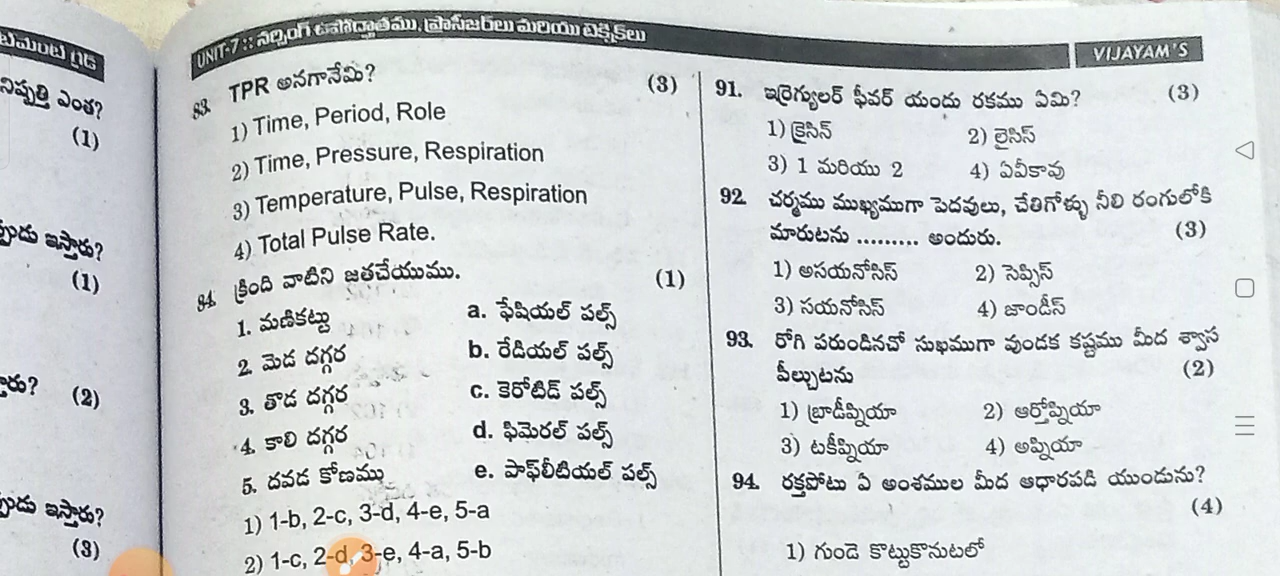 టిమెంట్ గైడ్
నిష్పత్తి ఎంత?
(1)
ఇస్తారు?
(1)
(2)
ఇస్తారు?
(3)
UNIT-7 :: నర్సింగ్ ఉపోద్ఘాతము, ప్రొసీజర్‌లు మరియు టెక్నిక్‌లు
83. TPR అనగానేమి? (3)
1) Time, Period, Role
2) Time, Pressure, Respiration
3) Temperature, Pulse, Respiration
4) Total Pulse Rate.
84. క్రింది వాటిని జతచేయుము. (1)
1. మణికట్టు a. ఫేషియల్ పల్స్
2. మెడ దగ్గర b. రేడియల్ పల్స్
3. తొడ దగ్గర c. కెరోటిడ్ పల్స్
4. కాలి దగ్గర d. ఫిమెరల్ పల్స్
5. దవడ కోణము e. పాఫ్‌లీటియల్ పల్స్
1) 1-b, 2-c, 3-d, 4-e, 5-a
2) 1-c, 2-d, 3-e, 4-a, 5-b
VIJAYAM'S
91. ఇర్రెగ్యులర్ ఫీవర్ యందు రకము ఏమి? (3)
1) క్రైసిస్ 2) లైసిస్
3) 1 మరియు 2 4) ఏవీకావు
92. చర్మము ముఖ్యముగా పెదవులు, చేతిగోళ్ళు నీలి రంగులోకి
మారుటను ......... అందురు. (3)
1) అసయనోసిస్ 2) సెప్సిస్
3) సయనోసిస్ 4) జాండీస్
93. రోగి పరుండినచో సుఖముగా వుండక కష్టము మీద శ్వాస
పీల్చుటను (2)
1) బ్రాడీప్నియా 2) ఆర్తోప్నియా
3) టకీప్నియా 4) అప్నియా
94. రక్తపోటు ఏ అంశముల మీద ఆధారపడి యుండును?
(4)
1) గుండె కొట్టుకొనుటలో